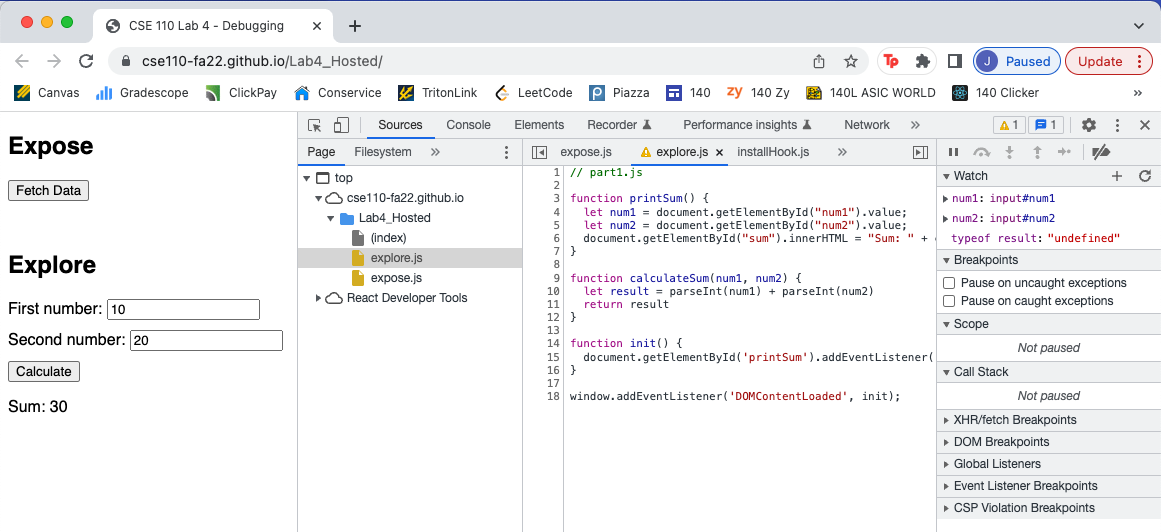 CSE 110 Lab 4 - Debugging
cse110-fa22.github.io/Lab4_Hosted/
Tp
J Paused
Update
Canvas Gradescope ClickPay Conservice TritonLink LeetCode Piazza 140 140 Zy 140L ASIC WORLD 140 Clicker »
Expose
Fetch Data
Explore
First number: 10
Second number: 20
Calculate
Sum: 30
Sources Console Elements Recorder Performance insights Network » 1 1
Page Filesystem »
top
cse110-fa22.github.io
Lab4_Hosted
(index)
explore.js
expose.js
React Developer Tools
expose.js explore.js × installHook.js »
1 // part1.js
2
3 function printSum() {
4 let num1 = document.getElementById("num1").value;
5 let num2 = document.getElementById("num2").value;
6 document.getElementById("sum").innerHTML = "Sum: " +
7 }
8
9 function calculateSum(num1, num2) {
10 let result = parseInt(num1) + parseInt(num2)
11 return result
12 }
13
14 function init() {
15 document.getElementById('printSum').addEventListener(
16 }
17
18 window.addEventListener('DOMContentLoaded', init);
Watch
num1: input#num1
num2: input#num2
typeof result: "undefined"
Breakpoints
Pause on uncaught exceptions
Pause on caught exceptions
Scope
Not paused
Call Stack
Not paused
XHR/fetch Breakpoints
DOM Breakpoints
Global Listeners
Event Listener Breakpoints
CSP Violation Breakpoints